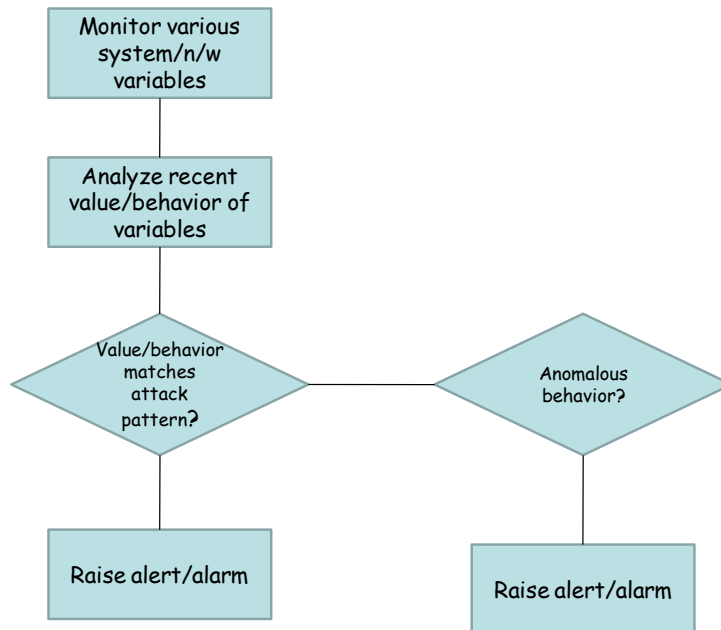 Monitor various
system/n/w
variables
Analyze recent
value/behavior of
variables
Value/behavior
matches
attack
pattern?
Anomalous
behavior?
Raise alert/alarm
Raise alert/alarm